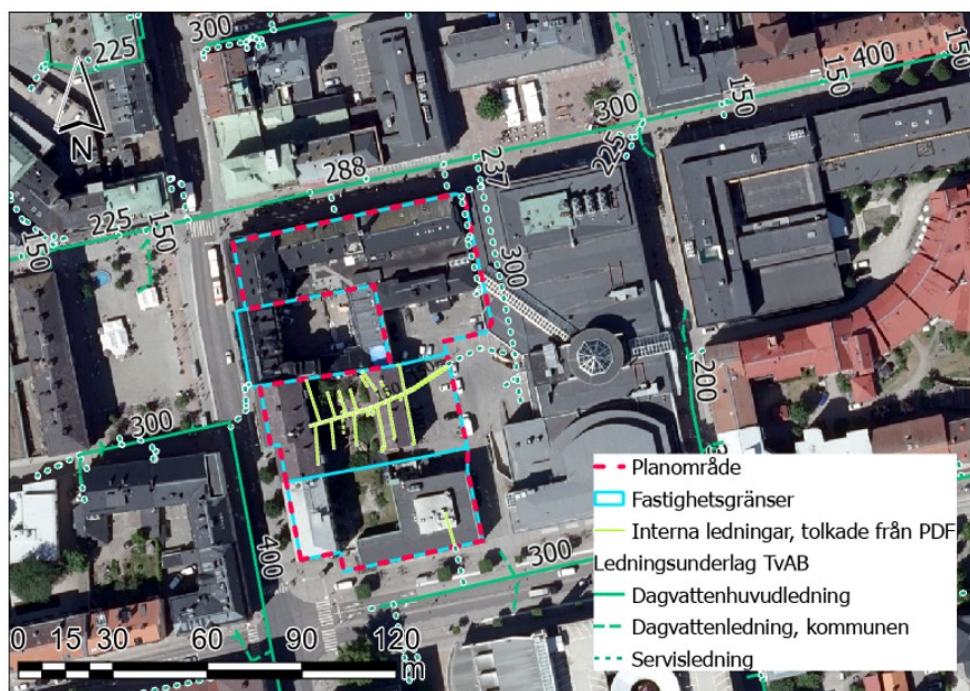 225
300
N
288
300
150
150
400
150
225
237
225
150
150
300
300
200
400
300
0 15 30 60 90 120
m
Planområde
Fastighetsgränser
Interna ledningar, tolkade från PDF
Ledningsunderlag TvAB
Dagvattenhuvudledning
Dagvattenledning, kommunen
Servisledning